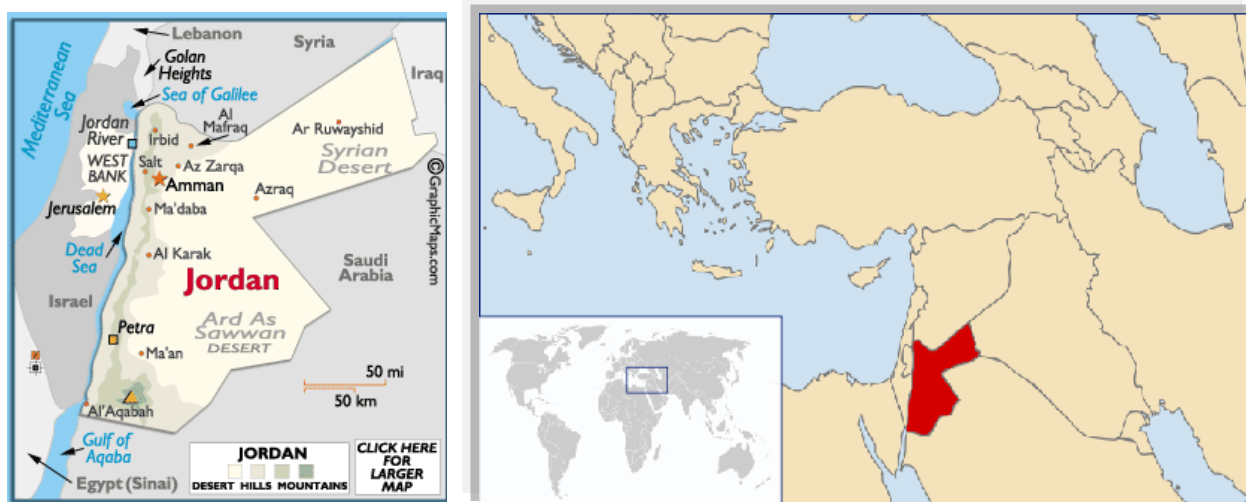 Lebanon
Syria
Golan
Heights
Iraq
Mediterranean
Sea
Sea of Galilee
Jordan
River
Al
Mafraq
Ar Ruwayshid
Irbid
Syrian
Desert
WEST
BANK
Salt
Az Zarqa
Amman
Azraq
Jerusalem
Ma'daba
©GraphicMaps.com
Dead
Sea
Al Karak
Saudi
Arabia
Jordan
Israel
Ard As
Sawwan
DESERT
Petra
Ma'an
50 mi
50 km
Al'Aqabah
Gulf of
Aqaba
Egypt (Sinai)
JORDAN
DESERT HILLS MOUNTAINS
CLICK HERE
FOR
LARGER
MAP